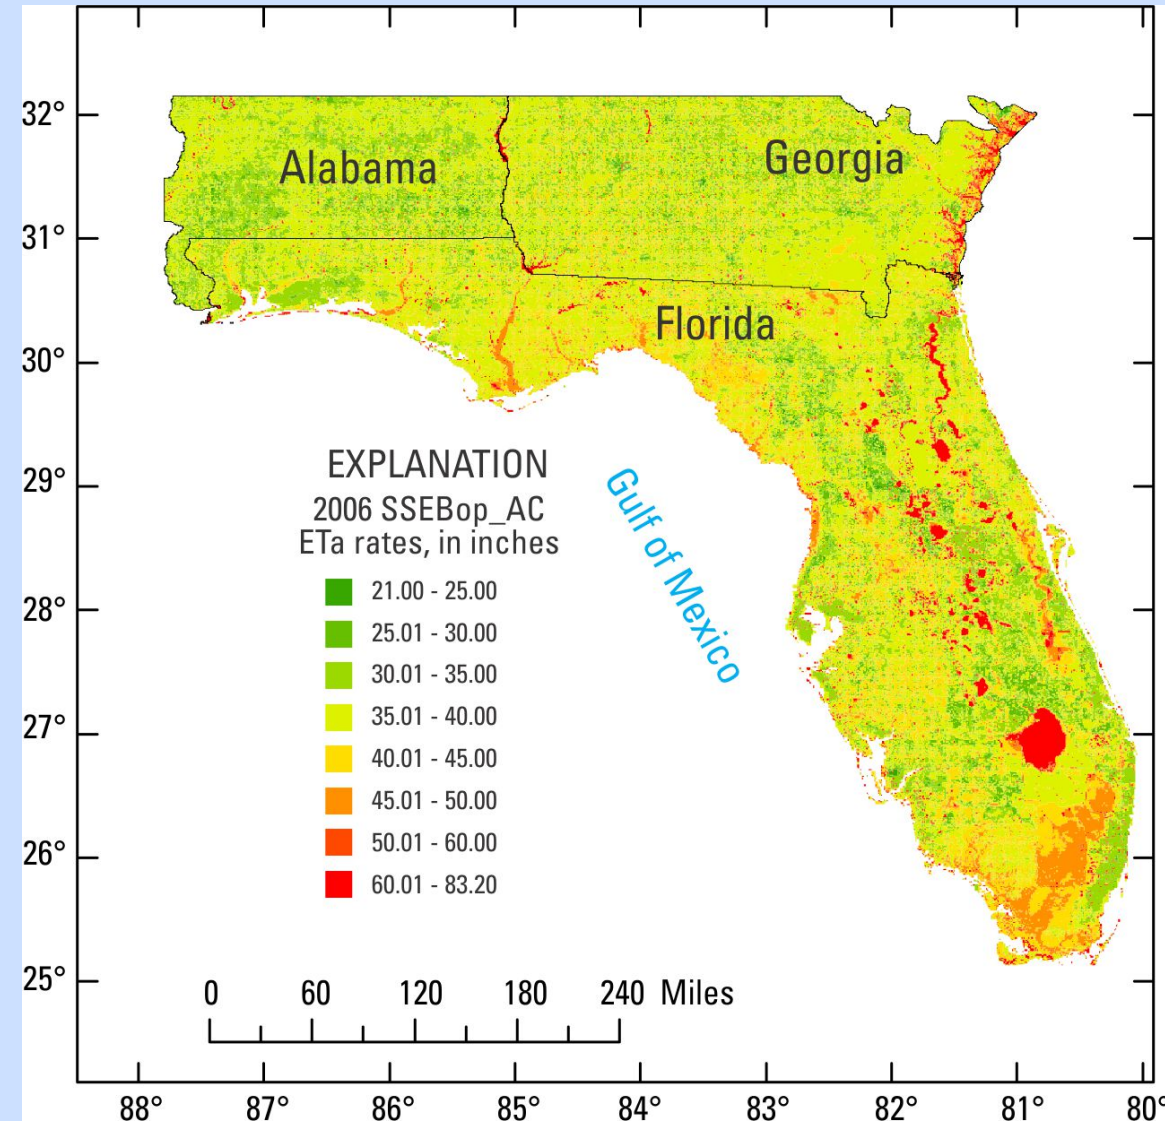 32°
31°
30°
29°
28°
27°
26°
25°
Alabama
Georgia
Florida
Gulf of Mexico
EXPLANATION
2006 SSEBop_AC
ETa rates, in inches
21.00 - 25.00
25.01 - 30.00
30.01 - 35.00
35.01 - 40.00
40.01 - 45.00
45.01 - 50.00
50.01 - 60.00
60.01 - 83.20
0 60 120 180 240 Miles
88° 87° 86° 85° 84° 83° 82° 81° 80°